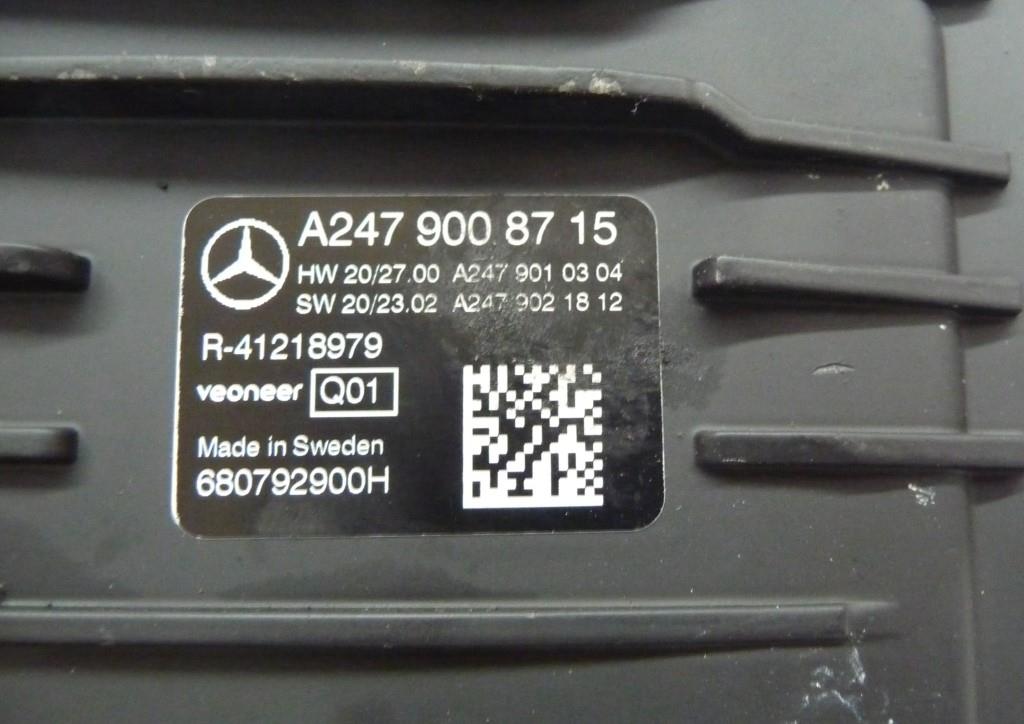 A247 900 87 15
HW 20/27.00 A247 901 03 04
SW 20/23.02 A247 902 18 12
R-41218979
veoneer Q01
Made in Sweden
680792900H